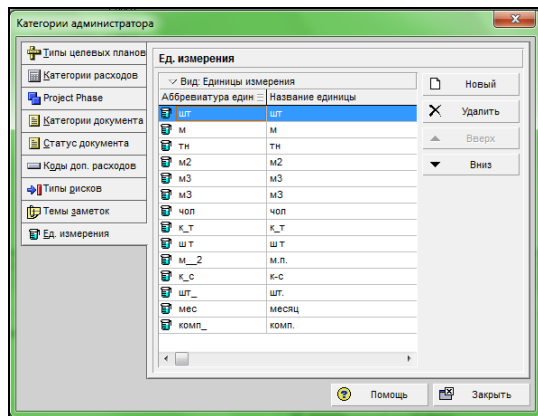 Категории администратора
Типы целевых планов
Категории расходов
Project Phase
Категории документа
Статус документа
Коды доп. расходов
Типы рисков
Темы заметок
Ед. измерения
Ед. измерения
Вид: Единицы измерения
Аббревиатура един Название единицы
шт шт
м м
тн тн
м2 м2
м3 м3
м3 м3
чол чол
к_т к_т
ш т ш т
м__2 м.п.
к_с к-с
шт_ шт.
мес месяц
комп_ комп.
Новый
Удалить
Вверх
Вниз
Помощь
Закрыть